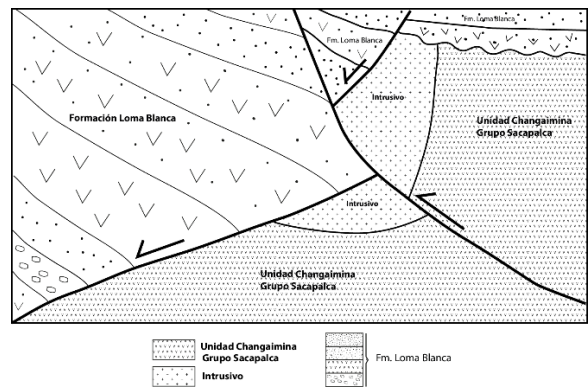 Fm. Loma Blanca
Fm. Loma Blanca
Formación Loma Blanca
Intrusivo
Unidad Changaimina
Grupo Sacapalca
Intrusivo
Unidad Changaimina
Grupo Sacapalca
Unidad Changaimina
Grupo Sacapalca
Fm. Loma Blanca
Intrusivo